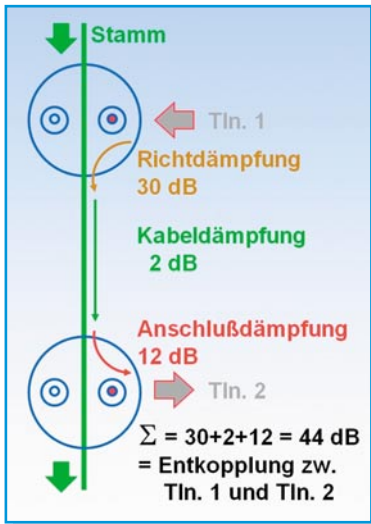 Stamm
Tln. 1
Richtdämpfung
30 dB
Kabeldämpfung
2 dB
Anschlußdämpfung
12 dB
Tln. 2
Σ = 30+2+12 = 44 dB
= Entkopplung zw.
Tln. 1 und Tln. 2